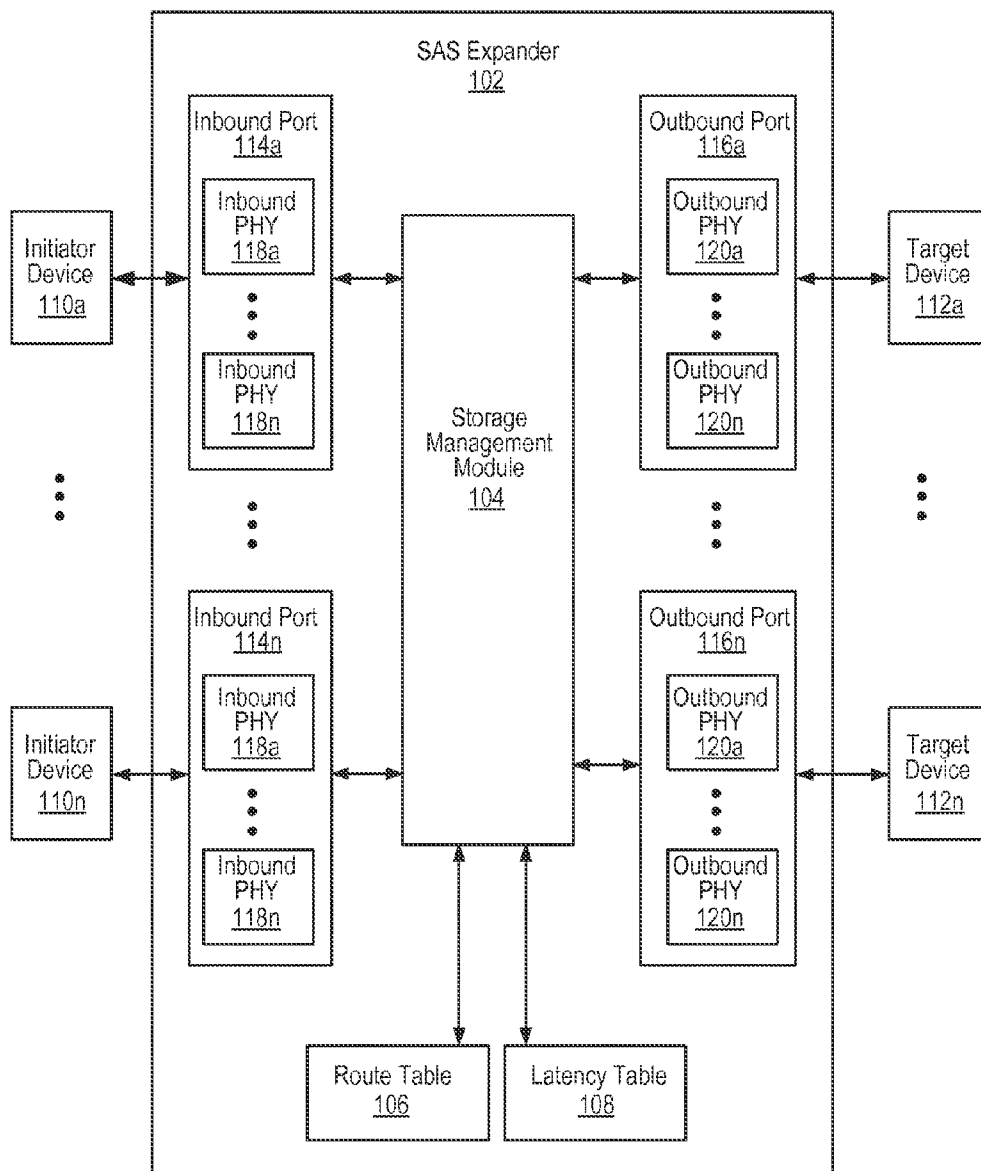 SAS Expander
102
Inbound Port
114a
Inbound
PHY
118a
Inbound
PHY
118n
Outbound Port
116a
Outbound
PHY
120a
Outbound
PHY
120n
Initiator
Device
110a
Storage
Management
Module
104
Target
Device
112a
Inbound Port
114n
Inbound
PHY
118a
Inbound
PHY
118n
Outbound Port
116n
Outbound
PHY
120a
Outbound
PHY
120n
Initiator
Device
110n
Target
Device
112n
Route Table
106
Latency Table
108